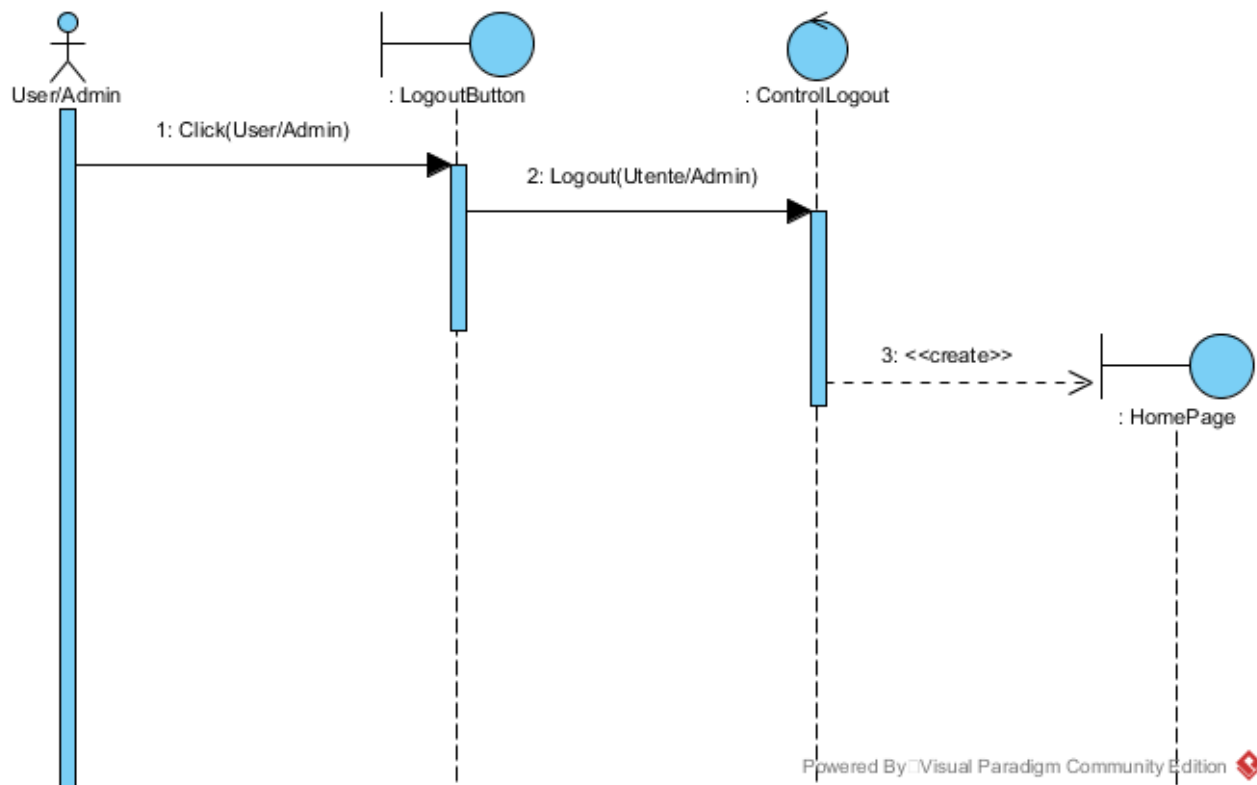 User/Admin
: LogoutButton
: ControlLogout
1: Click(User/Admin)
2: Logout(Utente/Admin)
3: <<create>>
: HomePage
Powered By Visual Paradigm Community Edition